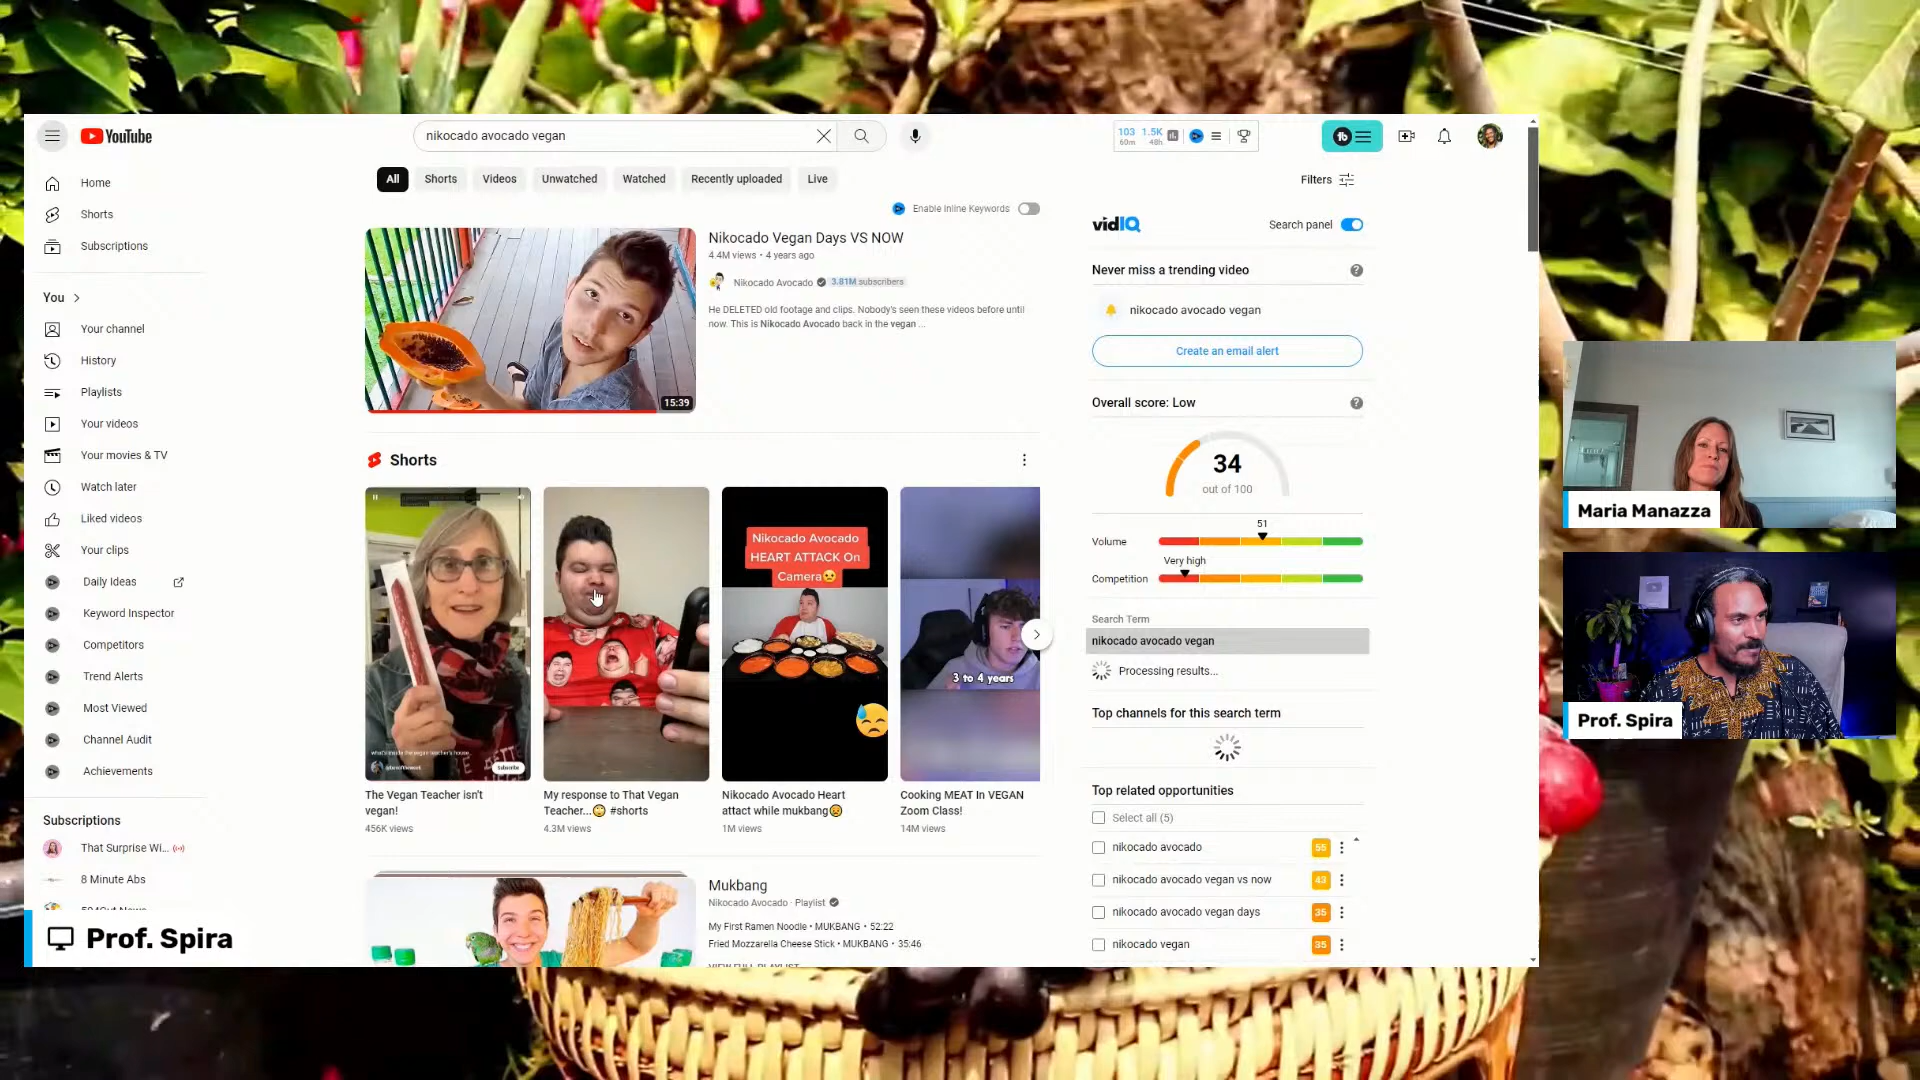 YouTube
nikocado avocado vegan
103 1.5K
60m 48h
Home
Shorts
Subscriptions
You
Your channel
History
Playlists
Your videos
Your movies & TV
Watch later
Liked videos
Your clips
Daily Ideas
Keyword Inspector
Competitors
Trend Alerts
Most Viewed
Channel Audit
Achievements
Subscriptions
That Surprise Wi...
8 Minute Abs
Prof. Spira
All Shorts Videos Unwatched Watched Recently uploaded Live
Filters
Enable Inline Keywords
15:39
Nikocado Vegan Days VS NOW
4.4M views • 4 years ago
Nikocado Avocado 3.81M subscribers
He DELETED old footage and clips. Nobody's seen these videos before until
now. This is Nikocado Avocado back in the vegan ...
Shorts
what's inside the vegan teacher's house
Subscribe
The Vegan Teacher isn't
vegan!
456K views
My response to That Vegan
Teacher...🙄 #shorts
4.3M views
Nikocado Avocado
HEART ATTACK On
Camera😟
Nikocado Avocado Heart
attact while mukbang😣
1M views
3 to 4 years
Cooking MEAT In VEGAN
Zoom Class!
14M views
Mukbang
Nikocado Avocado · Playlist
My First Ramen Noodle • MUKBANG • 52:22
Fried Mozzarella Cheese Stick • MUKBANG • 35:46
VIEW FULL PLAYLIST
vidIQ
Search panel
Never miss a trending video
nikocado avocado vegan
Create an email alert
Overall score: Low
34
out of 100
51
Volume
Very high
Competition
Search Term
nikocado avocado vegan
Processing results...
Top channels for this search term
Top related opportunities
Select all (5)
nikocado avocado 55
nikocado avocado vegan vs now 43
nikocado avocado vegan days 35
nikocado vegan 35
Maria Manazza
Prof. Spira